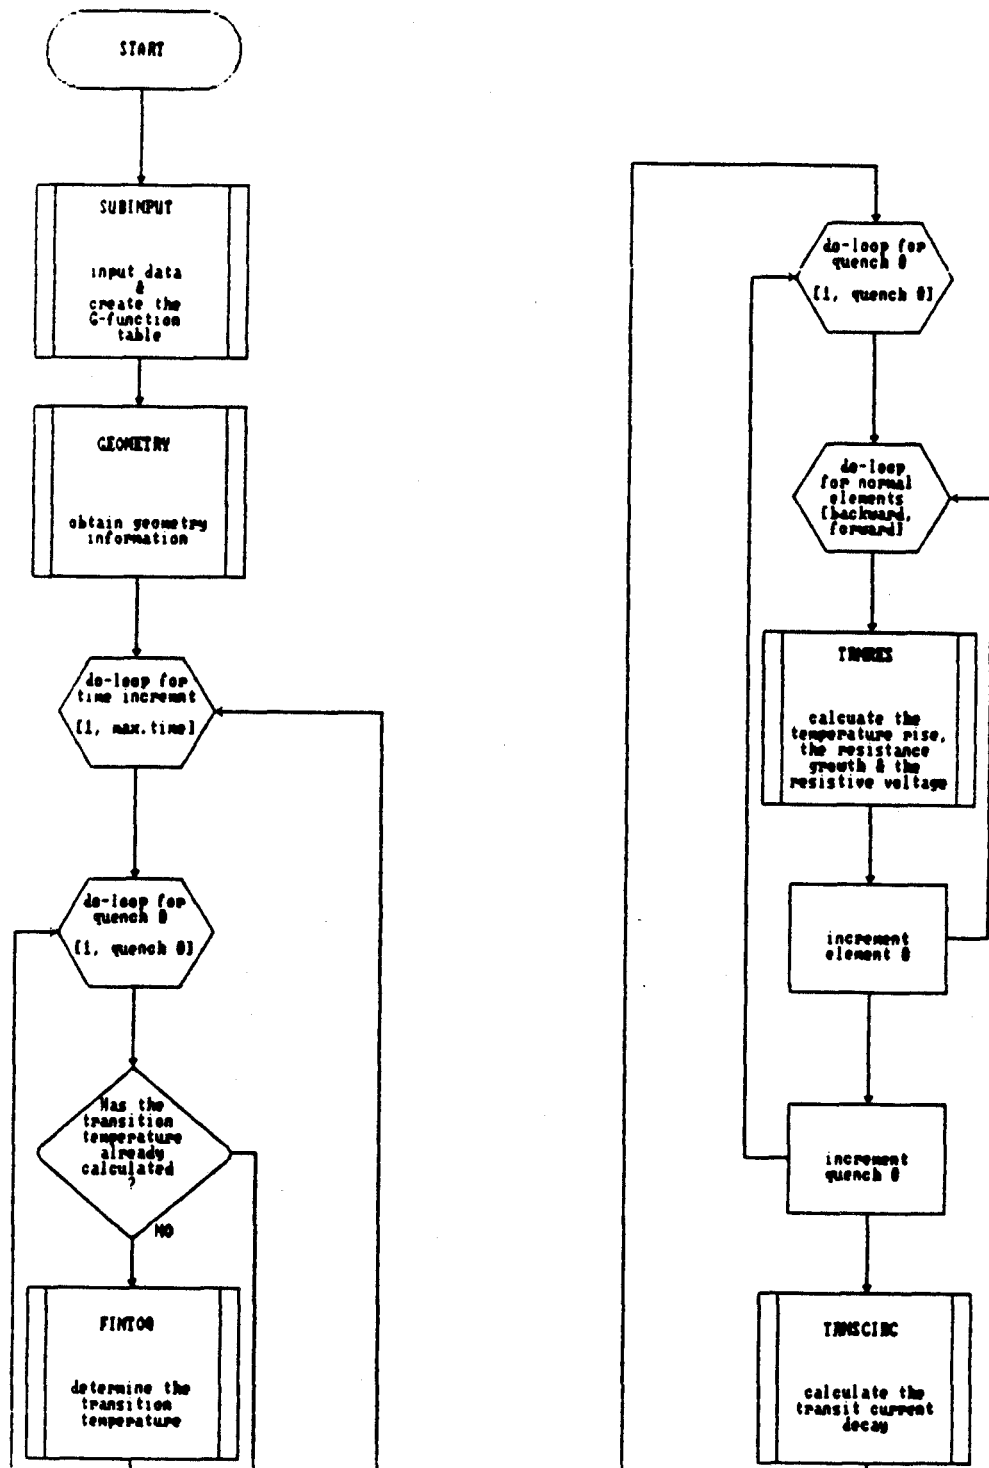 START
SUBINPUT
input data
&
create the
G-function
table
GEOMETRY
obtain geometry
information
do-loop for
time incremnt
[1, max.time]
do-loop for
quench #
[1, quench #]
Has the
transition
temperature
already
calculated
?
NO
FINTOQ
determine the
transition
temperature
do-loop for
quench #
[1, quench #]
do-loop
for normal
elements
[backward,
forward]
calcuate the
temperature rise,
the resistance
growth & the
resistive voltage
increment
element #
increment
quench #
TRNSCIRC
calculate the
transit current
decay